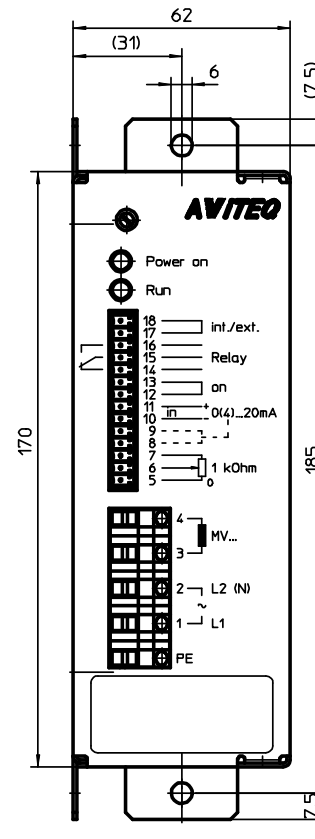 62
(31)
6
(7.5)
AVITEQ
Power on
Run
18
17 int./ext.
16
15 Relay
14
13
12 on
11 in +
10 - 0(4)...20mA
9
8
7
6 1 kOhm
5 0
170
185
4
MV...
3
2 L2 (N)
~
1 L1
PE
7.5